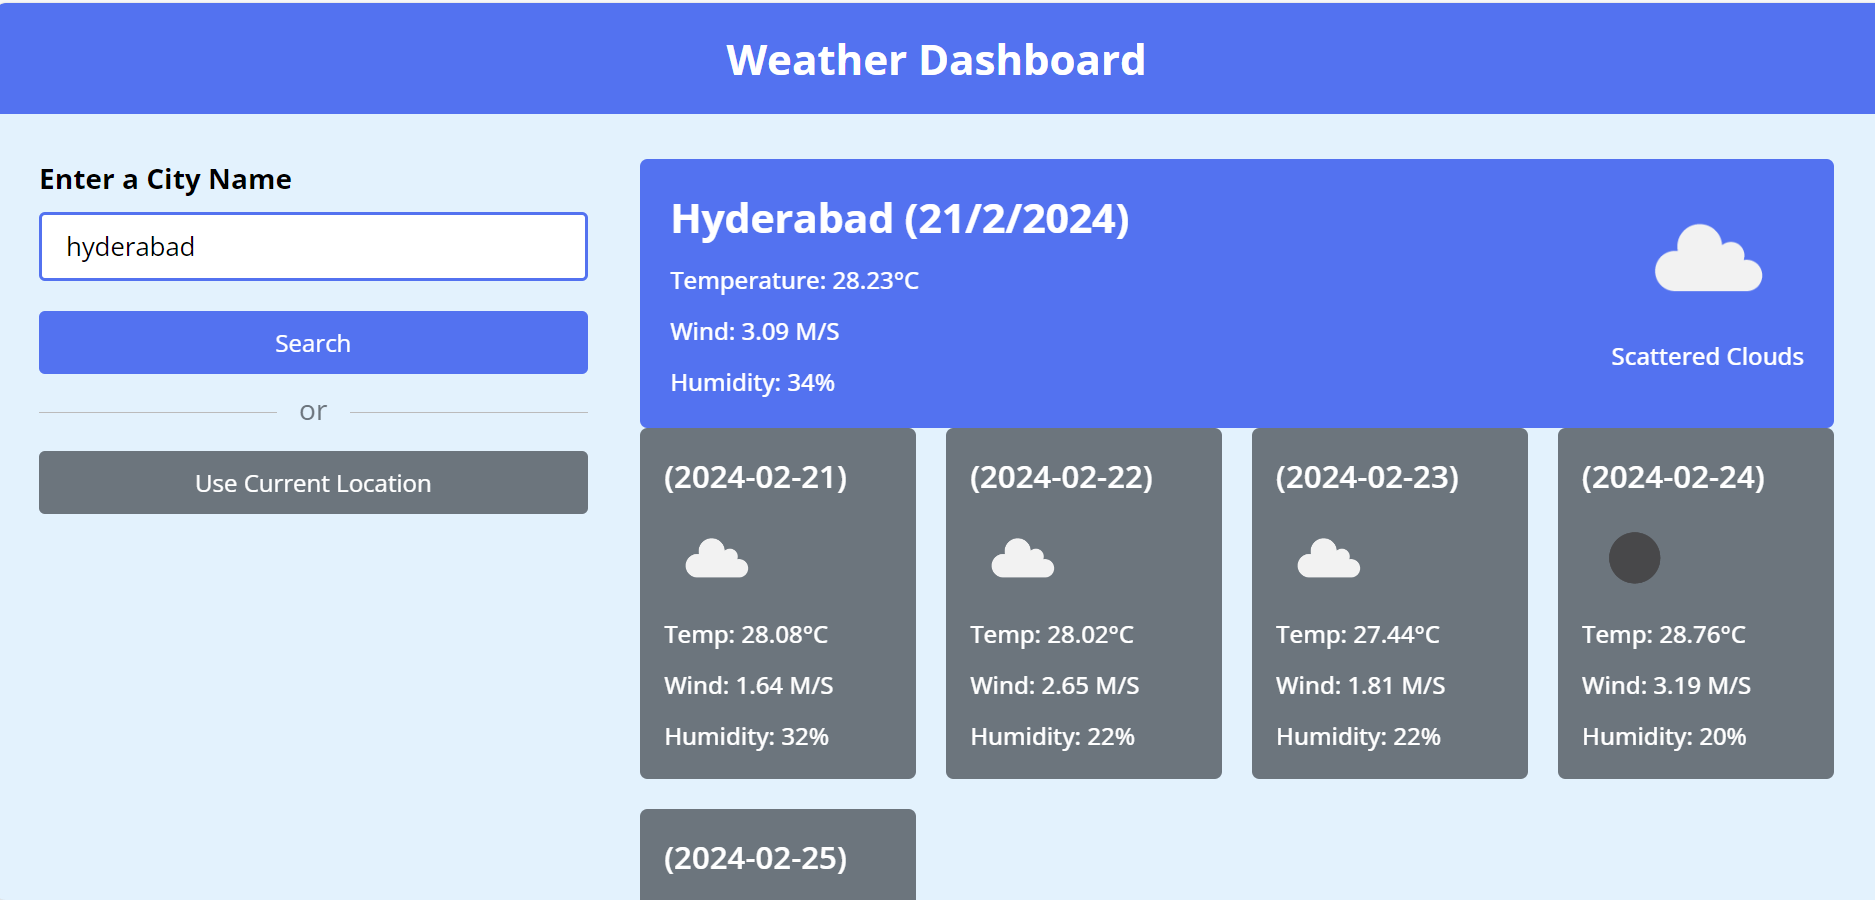 Weather Dashboard
Enter a City Name
hyderabad
Search
or
Use Current Location
Hyderabad (21/2/2024)
Temperature: 28.23°C
Wind: 3.09 M/S
Humidity: 34%
Scattered Clouds
(2024-02-21)
Temp: 28.08°C
Wind: 1.64 M/S
Humidity: 32%
(2024-02-22)
Temp: 28.02°C
Wind: 2.65 M/S
Humidity: 22%
(2024-02-23)
Temp: 27.44°C
Wind: 1.81 M/S
Humidity: 22%
(2024-02-24)
Temp: 28.76°C
Wind: 3.19 M/S
Humidity: 20%
(2024-02-25)